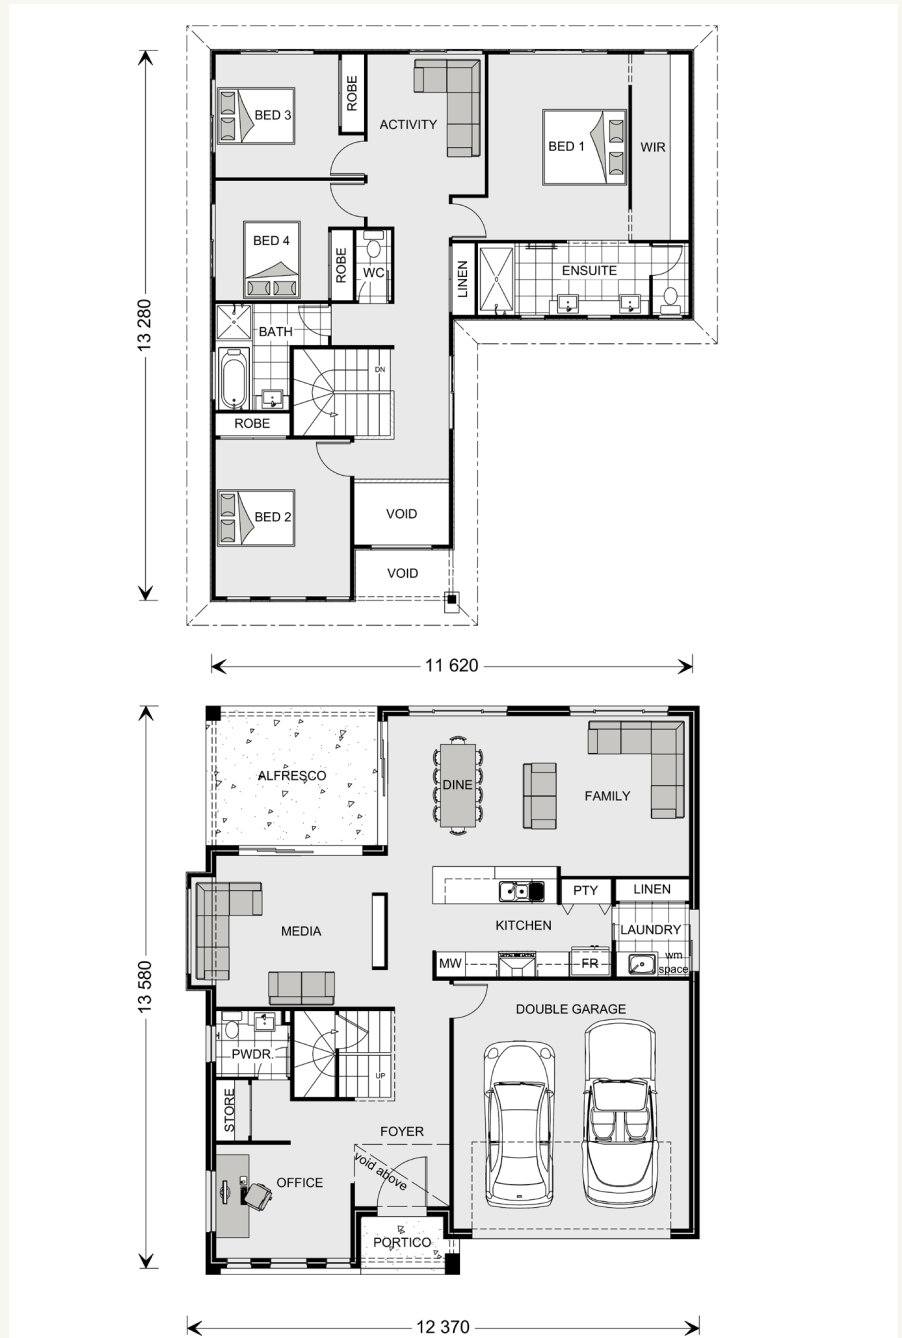 BED 3
ROBE
ACTIVITY
BED 1
WIR
BED 4
ROBE
WC
LINEN
ENSUITE
13 280
BATH
DN
ROBE
BED 2
VOID
VOID
11 620
ALFRESCO
DINE
FAMILY
PTY
LINEN
MEDIA
KITCHEN
LAUNDRY
MW
FR
wm
space
13 580
DOUBLE GARAGE
PWDR.
UP
STORE
FOYER
void above
OFFICE
PORTICO
12 370